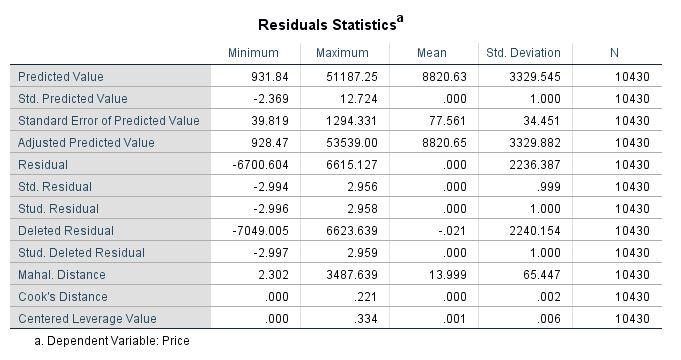 Residuals Statisticsa
Minimum Maximum Mean Std. Deviation N
Predicted Value 931.84 51187.25 8820.63 3329.545 10430
Std. Predicted Value -2.369 12.724 .000 1.000 10430
Standard Error of Predicted Value 39.819 1294.331 77.561 34.451 10430
Adjusted Predicted Value 928.47 53539.00 8820.65 3329.882 10430
Residual -6700.604 6615.127 .000 2236.387 10430
Std. Residual -2.994 2.956 .000 .999 10430
Stud. Residual -2.996 2.958 .000 1.000 10430
Deleted Residual -7049.005 6623.639 -.021 2240.154 10430
Stud. Deleted Residual -2.997 2.959 .000 1.000 10430
Mahal. Distance 2.302 3487.639 13.999 65.447 10430
Cook's Distance .000 .221 .000 .002 10430
Centered Leverage Value .000 .334 .001 .006 10430
a. Dependent Variable: Price